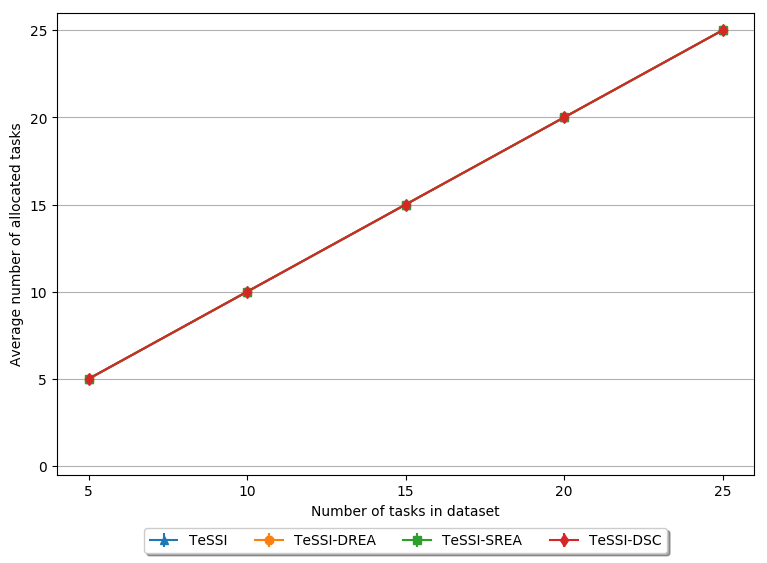 Average number of allocated tasks
25
20
15
10
5
0
5 10 15 20 25
Number of tasks in dataset
TeSSI TeSSI-DREA TeSSI-SREA TeSSI-DSC